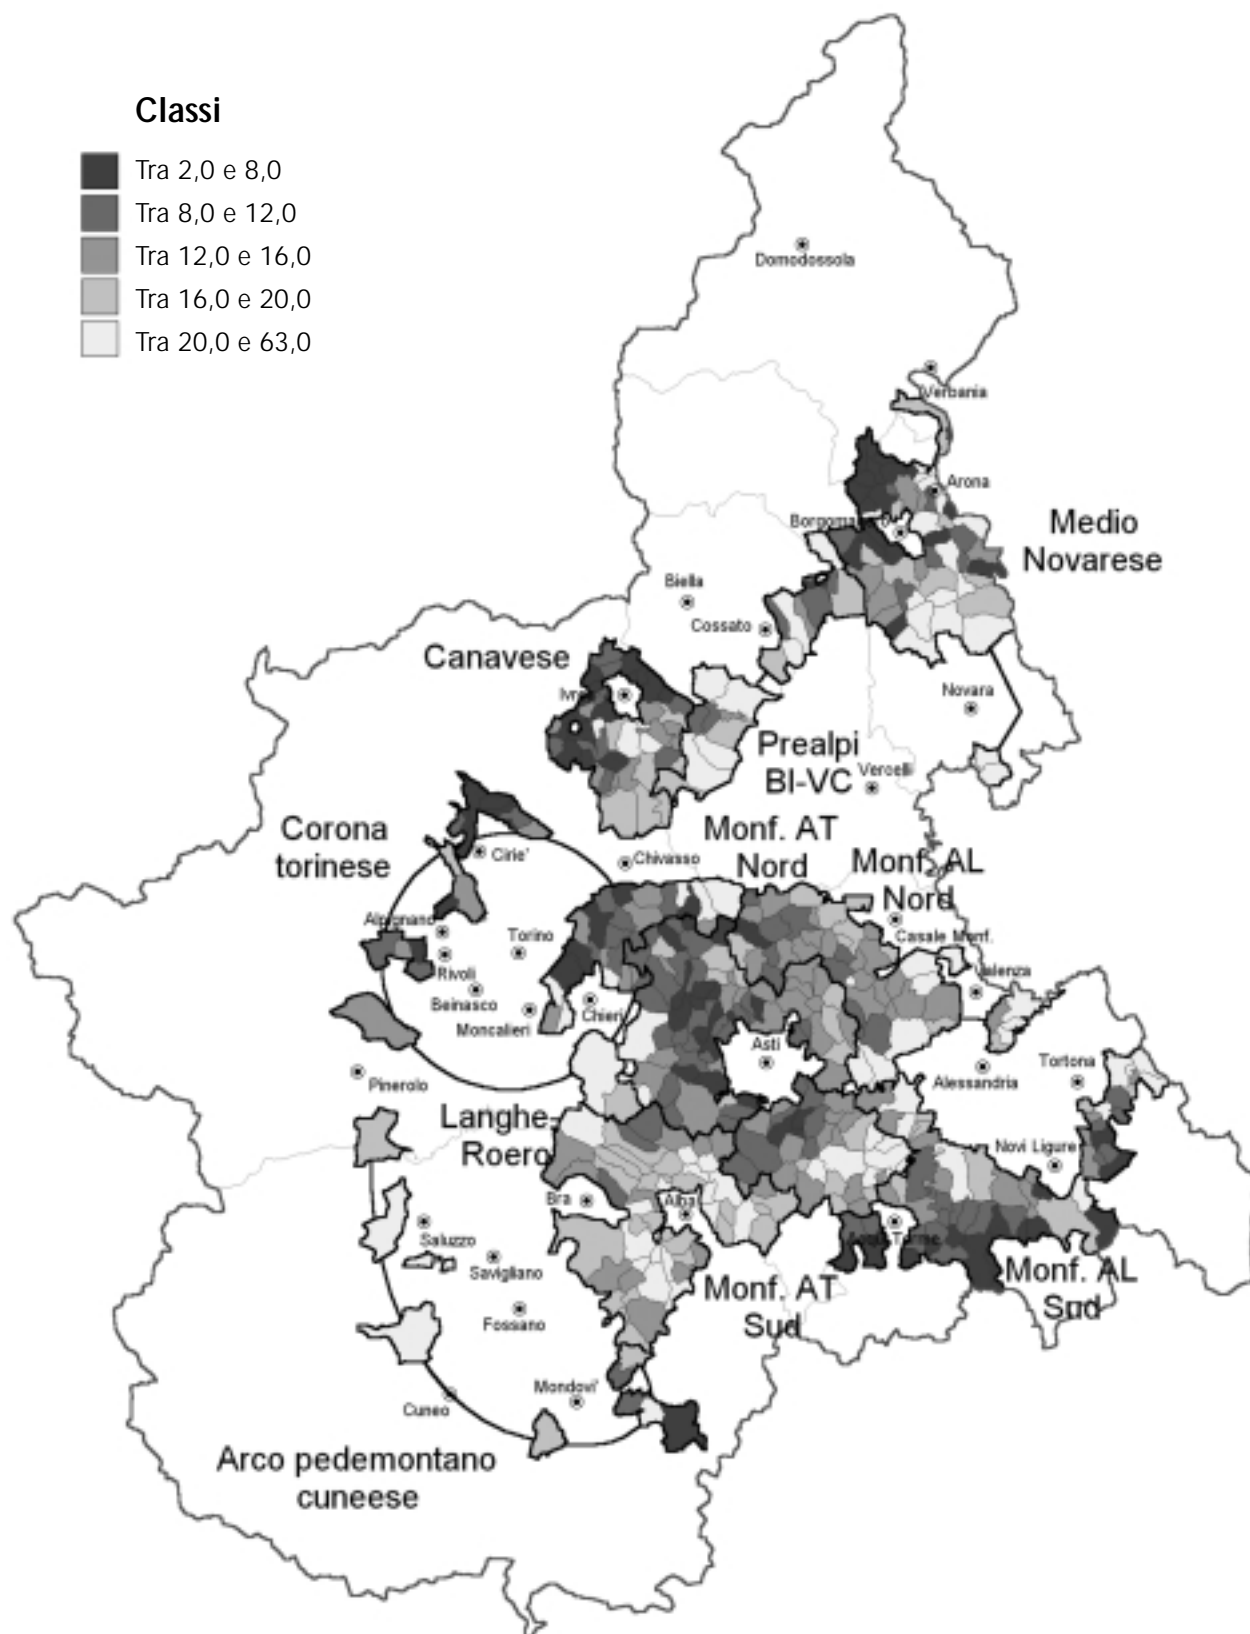 Classi
Tra 2,0 e 8,0
Tra 8,0 e 12,0
Tra 12,0 e 16,0
Tra 16,0 e 20,0
Tra 20,0 e 63,0
Domodossola
Verbania
Arona
Medio
Novarese
Biella
Cossato
Canavese
Novara
Prealpi
BI-VC
Vercelli
Corona
torinese
Monf. AT
Nord
Monf. AL
Nord
Cirie'
Chivasso
Alpignano
Torino
Casale Monf.
Rivoli
Valenza
Beinasco
Chieri
Moncalieri
Asti
Tortona
Pinerolo
Alessandria
Langhe-
Roero
Novi Ligure
Bra
Alba
Saluzzo
Terme
Savigliano
Monf. AT
Sud
Monf. AL
Sud
Fossano
Mondovi'
Cuneo
Arco pedemontano
cuneese